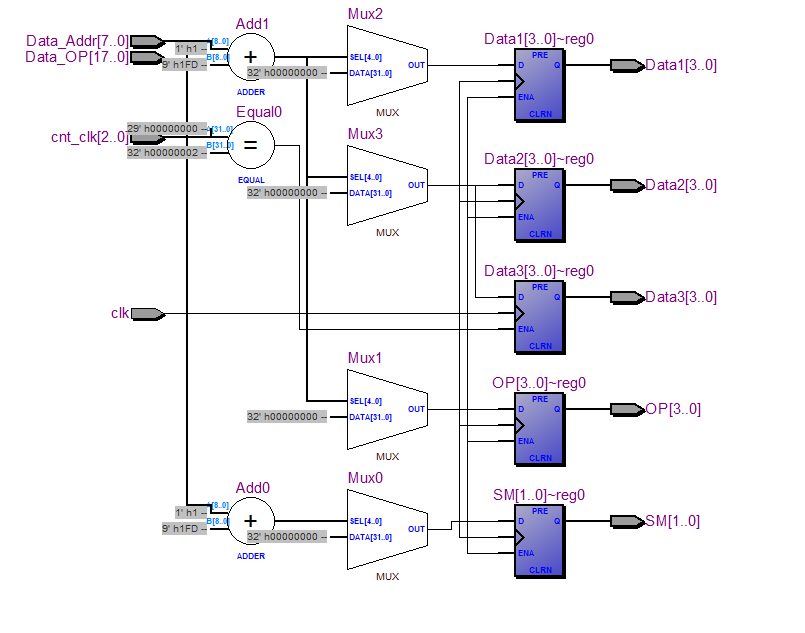 Mux2
Add1
Data1[3..0]~reg0
Data_Addr[7..0]
A[8..0]
1' h1 --
Data_OP[17..0]
B[8..0]
9' h1FD --
+
SEL[4..0]
OUT
32' h00000000 --
DATA[31..0]
ADDER
MUX
PRE
D
Q
ENA
CLRN
Data1[3..0]
Equal0
29' h00000000 --
A[31..0]
cnt_clk[2..0]
B[31..0]
32' h00000002 --
=
EQUAL
Mux3
SEL[4..0]
OUT
32' h00000000 --
DATA[31..0]
MUX
Data2[3..0]~reg0
PRE
D
Q
ENA
CLRN
Data2[3..0]
Data3[3..0]~reg0
PRE
D
Q
ENA
CLRN
Data3[3..0]
clk
Mux1
SEL[4..0]
OUT
32' h00000000 --
DATA[31..0]
MUX
OP[3..0]~reg0
PRE
D
Q
ENA
CLRN
OP[3..0]
Add0
A[8..0]
1' h1 --
B[8..0]
9' h1FD --
+
ADDER
Mux0
SEL[4..0]
OUT
32' h00000000 --
DATA[31..0]
MUX
SM[1..0]~reg0
PRE
D
Q
ENA
CLRN
SM[1..0]